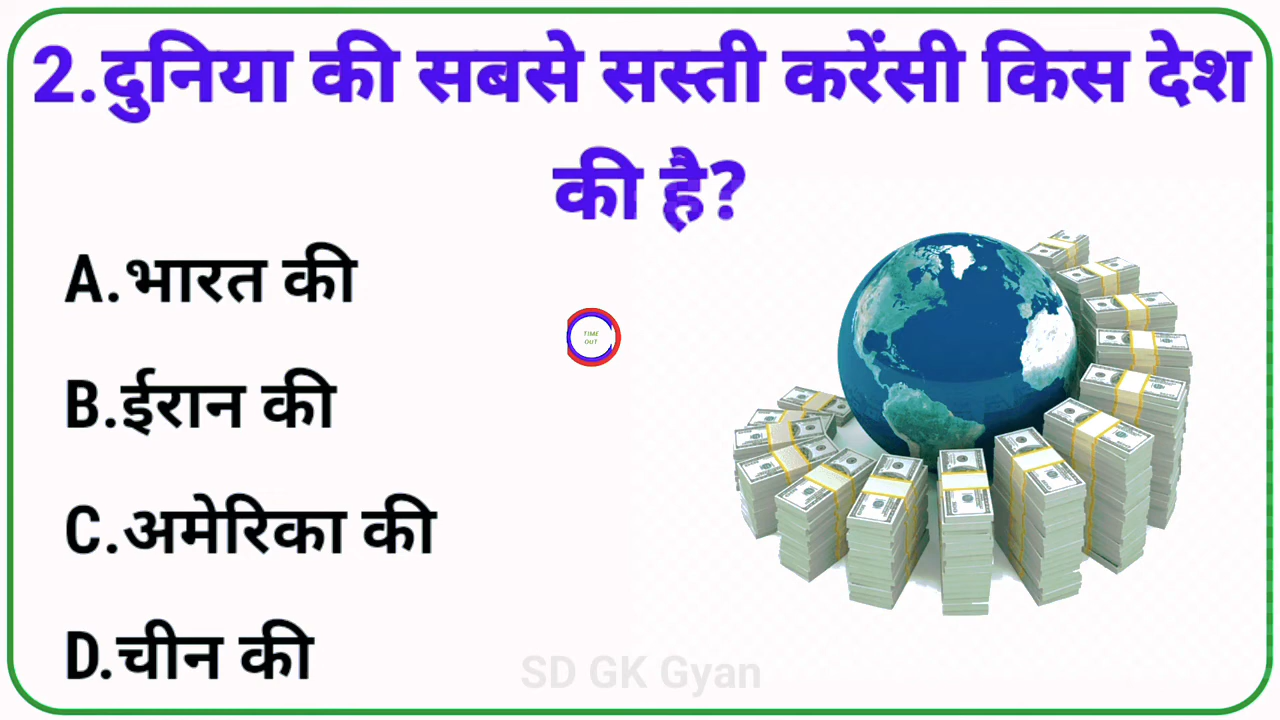 2.दुनिया की सबसे सस्ती करेंसी किस देश
की है?
A.भारत की
TIME
OUT
B.ईरान की
C.अमेरिका की
D.चीन की
SD GK Gyan